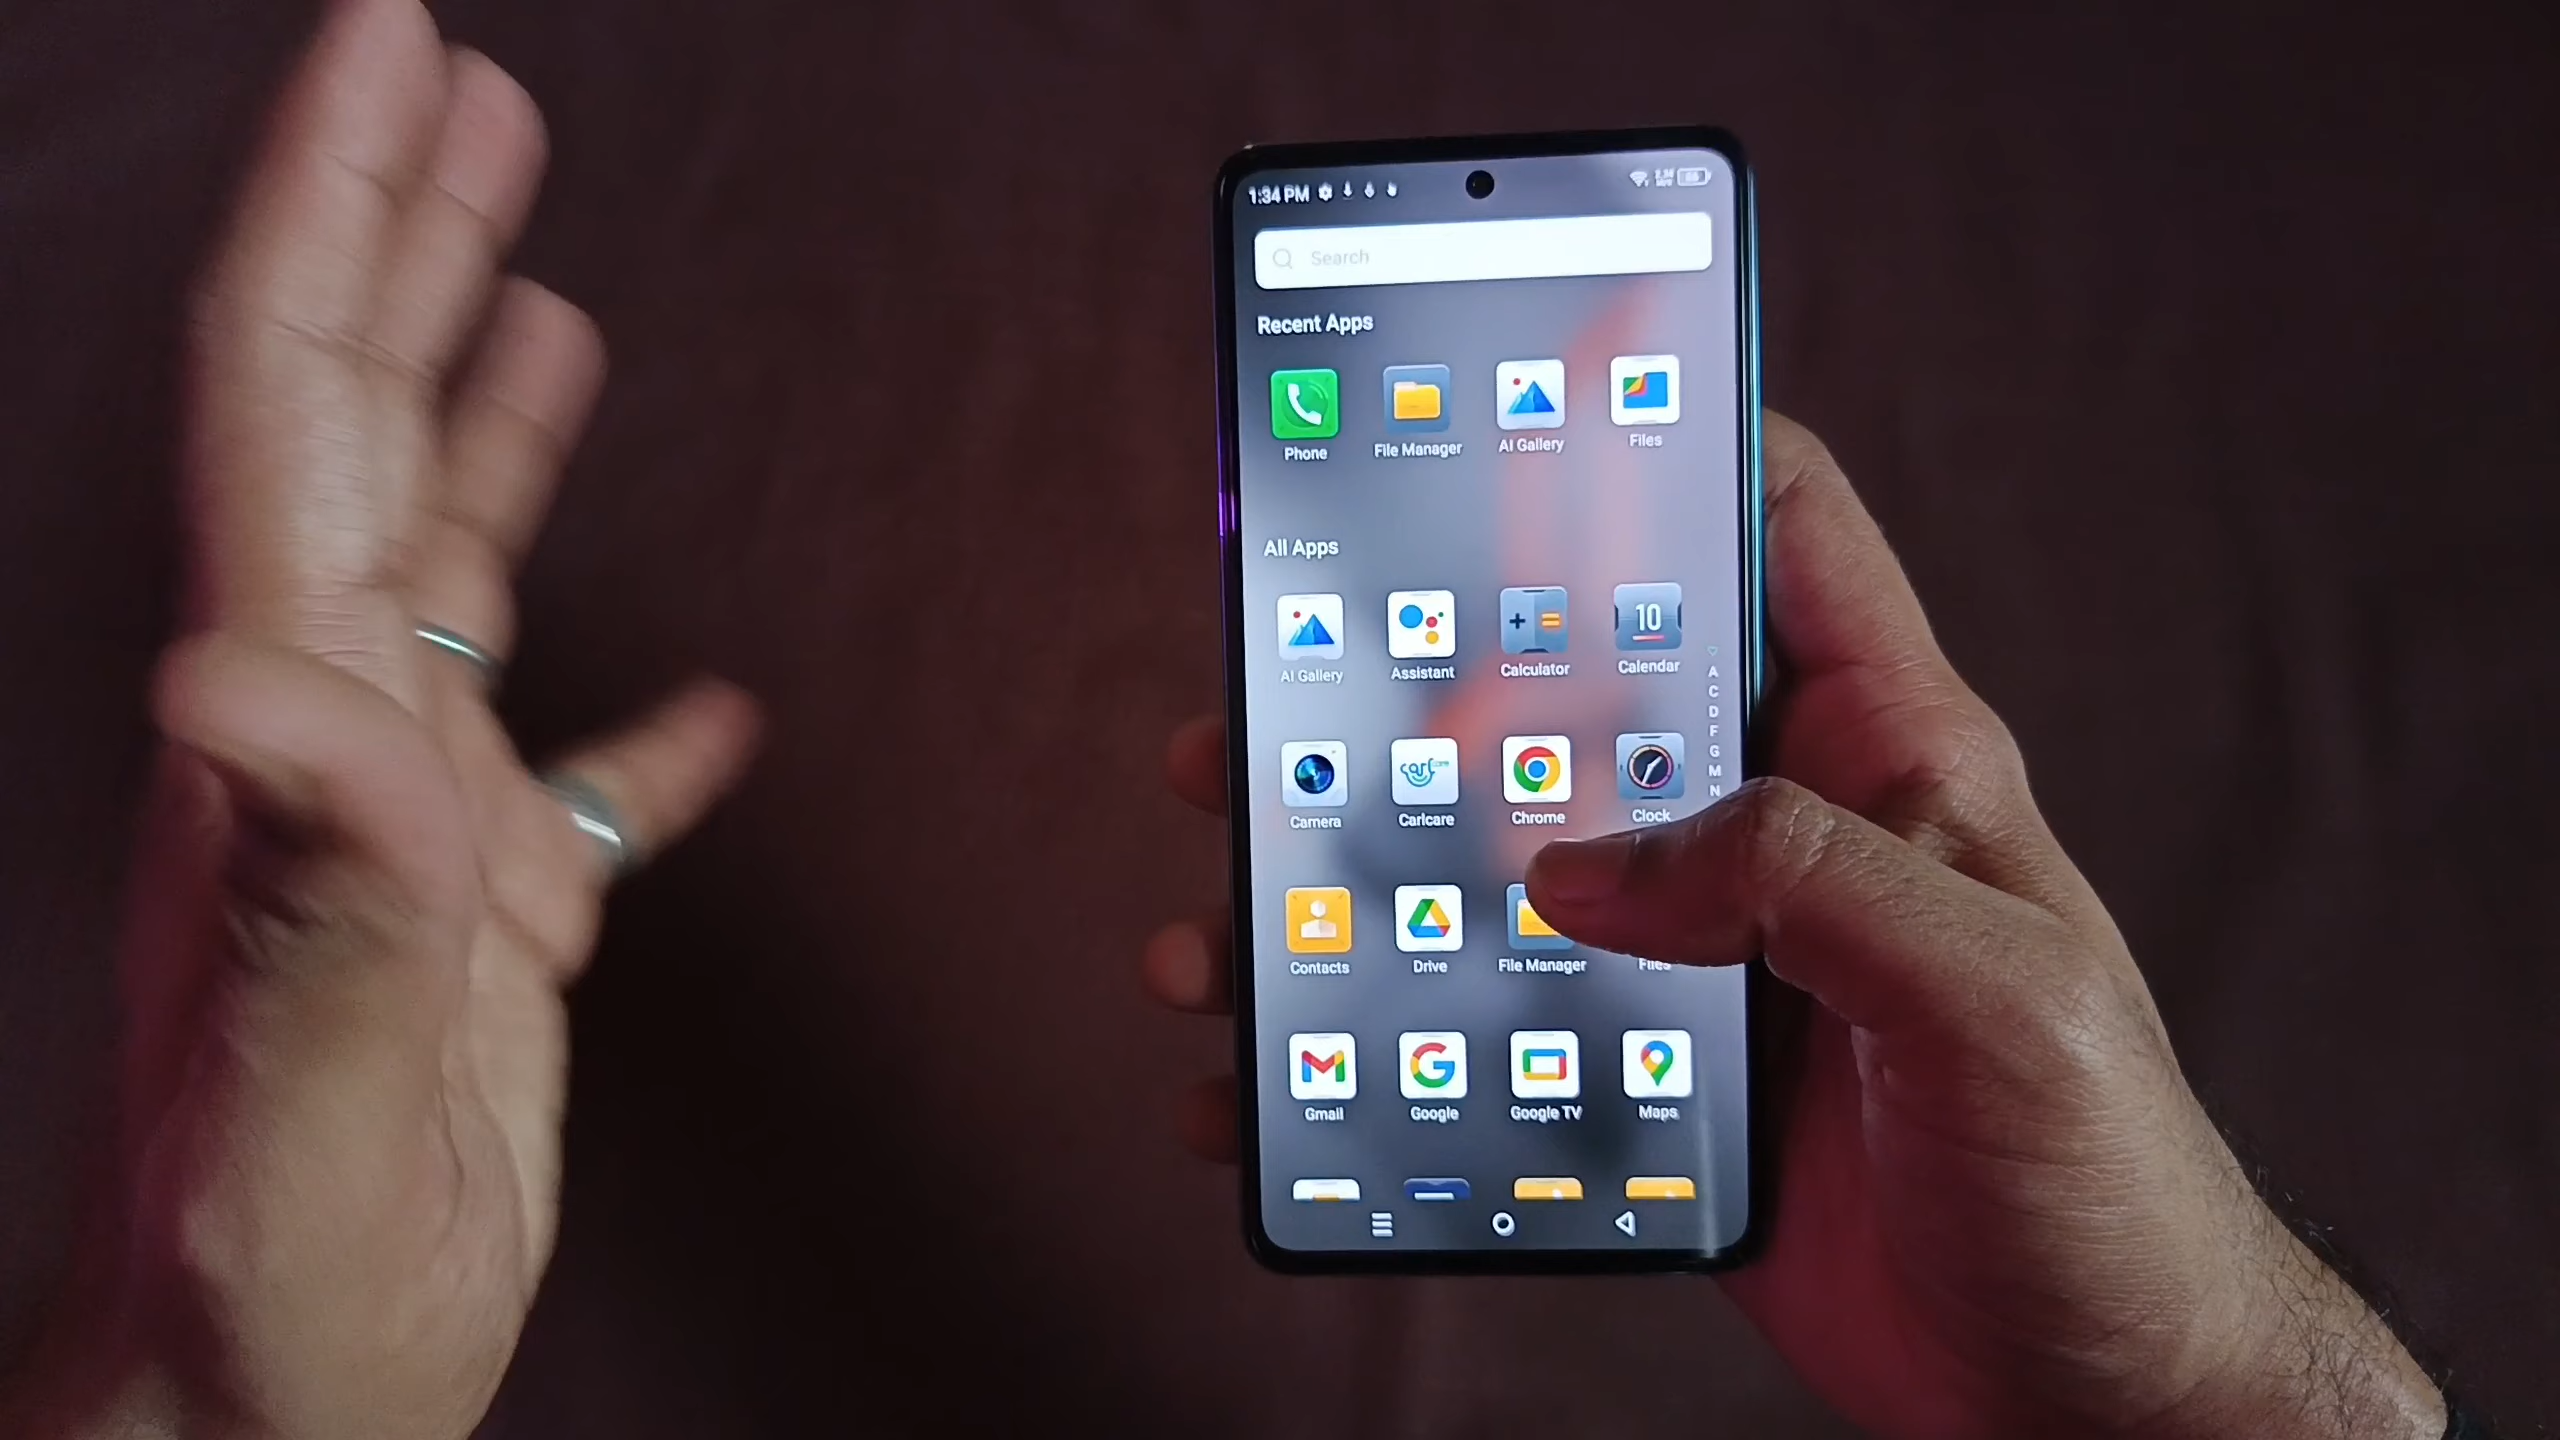 1:34 PM
Search
Recent Apps
Phone File Manager AI Gallery Files
All Apps
10
AI Gallery Assistant Calculator Calendar
A
C
D
F
G
M
N
Camera Carlcare Chrome Clock
Contacts Drive File Manager Files
Gmail Google Google TV Maps